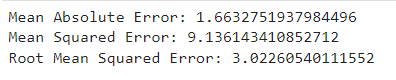 Mean Absolute Error: 1.6632751937984496
Mean Squared Error: 9.136143410852712
Root Mean Squared Error: 3.02260540111552